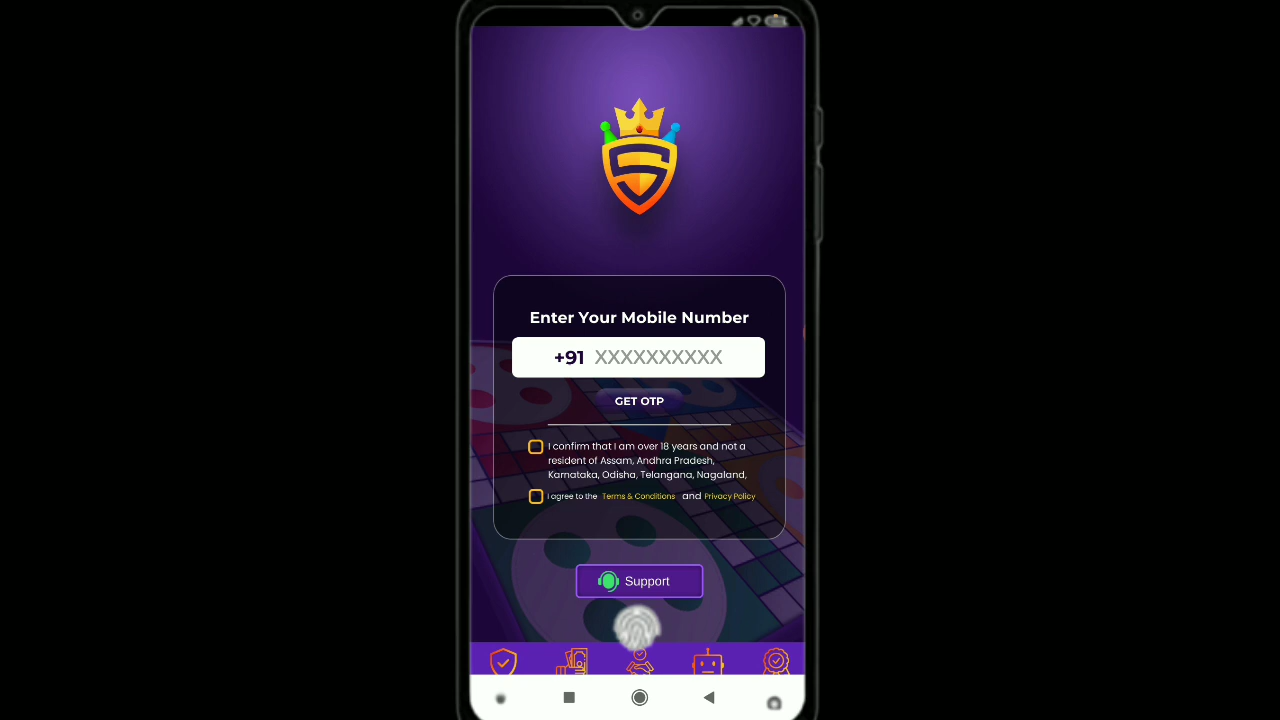 Enter Your Mobile Number
+91 XXXXXXXXXX
GET OTP
I confirm that I am over 18 years and not a
resident of Assam, Andhra Pradesh,
Karnataka, Odisha, Telangana, Nagaland,
I agree to the Terms & Conditions and Privacy Policy
Support